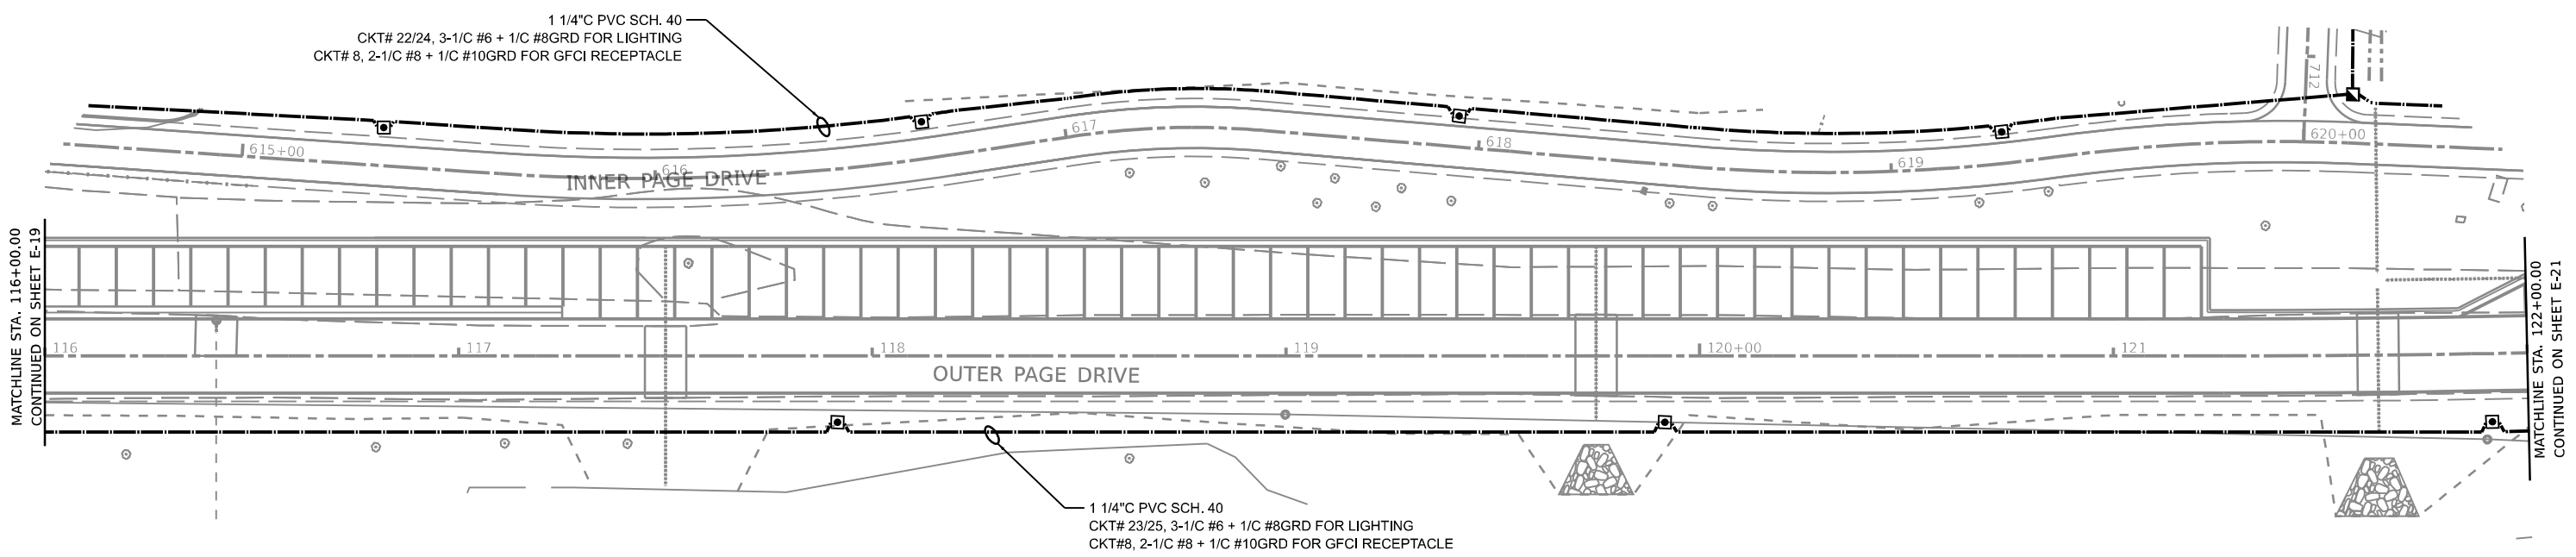 1 1/4"C PVC SCH. 40
CKT# 22/24, 3-1/C #6 + 1/C #8GRD FOR LIGHTING
CKT# 8, 2-1/C #8 + 1/C #10GRD FOR GFCI RECEPTACLE
712
615+00
616
617
618
619
620+00
INNER PAGE DRIVE
MATCHLINE STA. 116+00.00
CONTINUED ON SHEET E-19
116
117
118
119
120+00
121
OUTER PAGE DRIVE
MATCHLINE STA. 122+00.00
CONTINUED ON SHEET E-21
1 1/4"C PVC SCH. 40
CKT# 23/25, 3-1/C #6 + 1/C #8GRD FOR LIGHTING
CKT#8, 2-1/C #8 + 1/C #10GRD FOR GFCI RECEPTACLE